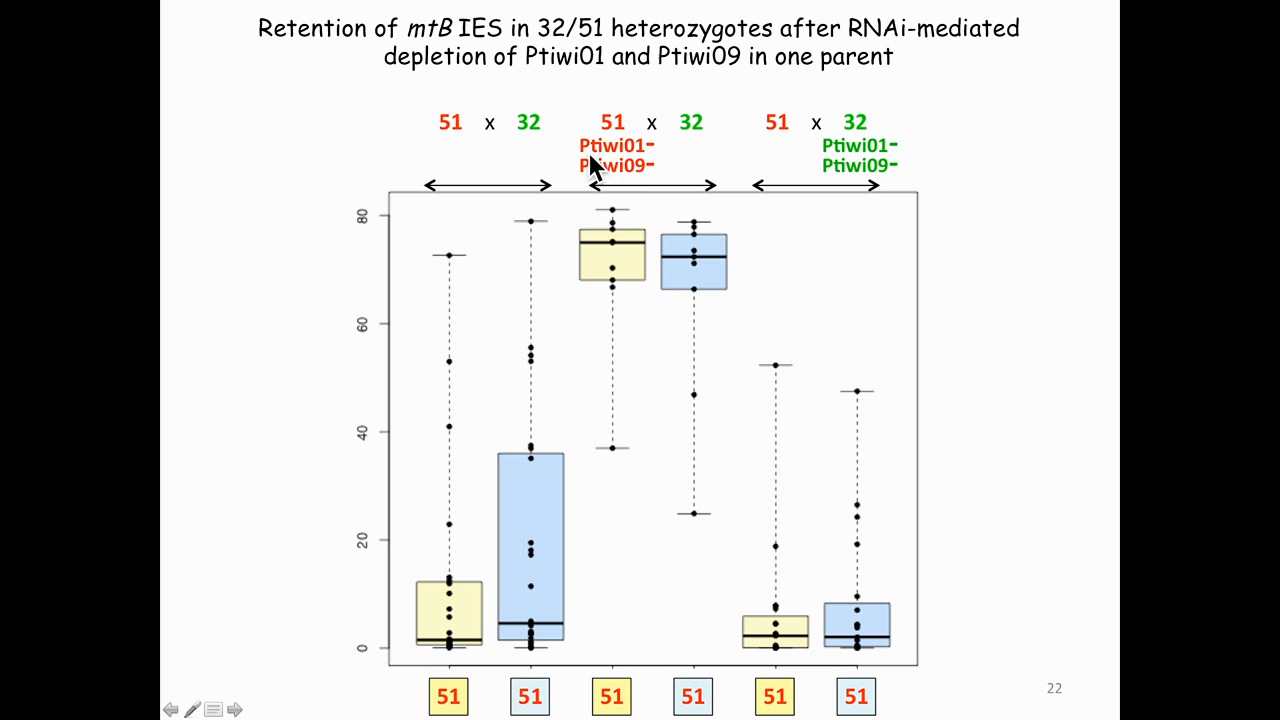 Retention of mtB IES in 32/51 heterozygotes after RNAi-mediated
depletion of Ptiwi01 and Ptiwi09 in one parent
51 x 32 51 x 32 51 x 32
Ptiwi01- Ptiwi01-
Ptiwi09- Ptiwi09-
80
60
40
20
0
51 51 51 51 51 51
22